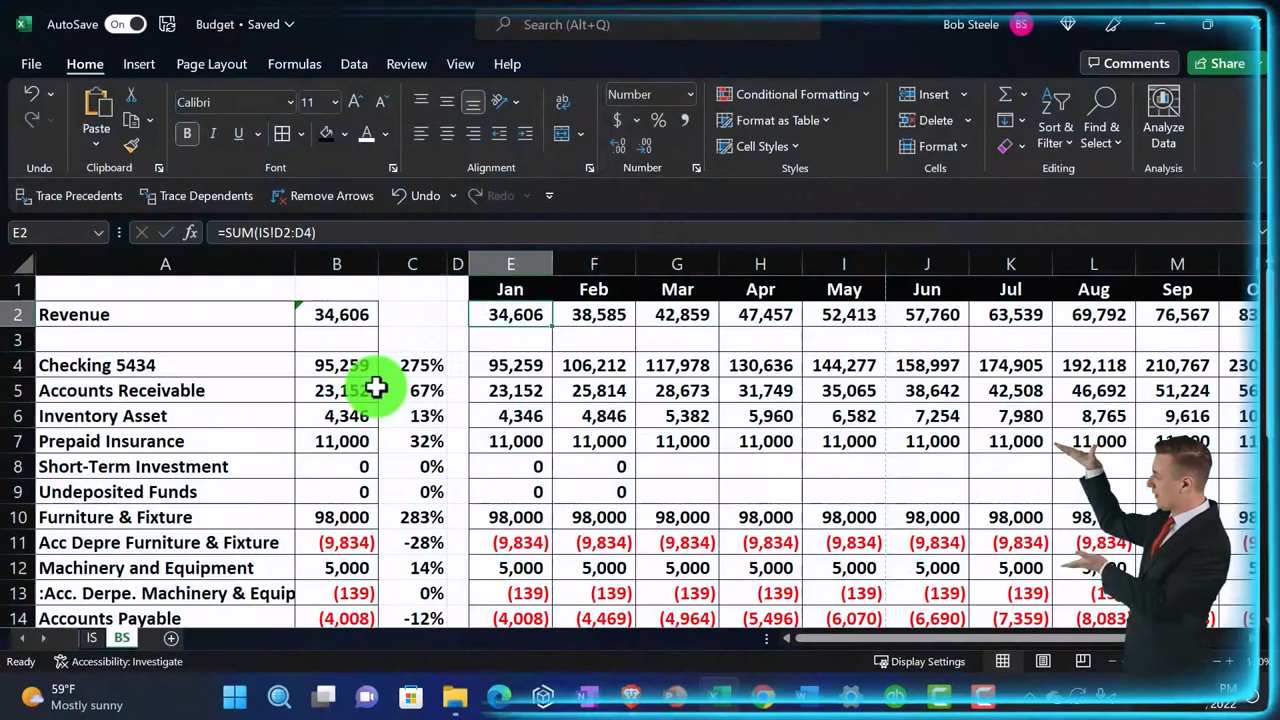 AutoSave On Budget • Saved Search (Alt+Q) Bob Steele BS
File Home Insert Page Layout Formulas Data Review View Help Comments Share
Paste Calibri 11 B I U Number $ % , Conditional Formatting Format as Table Cell Styles Insert Delete Format Sort & Filter Find & Select Analyze Data
Undo Clipboard Font Alignment Number Styles Cells Editing Analysis
Trace Precedents Trace Dependents Remove Arrows Undo Redo
E2 fx =SUM(IS!D2:D4)
A B C D E F G H I J K L M
1 Jan Feb Mar Apr May Jun Jul Aug Sep
2 Revenue 34,606 34,606 38,585 42,859 47,457 52,413 57,760 63,539 69,792 76,567
3
4 Checking 5434 95,259 275% 95,259 106,212 117,978 130,636 144,277 158,997 174,905 192,118 210,767
5 Accounts Receivable 23,152 67% 23,152 25,814 28,673 31,749 35,065 38,642 42,508 46,692 51,224
6 Inventory Asset 4,346 13% 4,346 4,846 5,382 5,960 6,582 7,254 7,980 8,765 9,616
7 Prepaid Insurance 11,000 32% 11,000 11,000 11,000 11,000 11,000 11,000 11,000 11,000
8 Short-Term Investment 0 0% 0 0
9 Undeposited Funds 0 0% 0 0
10 Furniture & Fixture 98,000 283% 98,000 98,000 98,000 98,000 98,000 98,000 98,000
11 Acc Depre Furniture & Fixture (9,834) -28% (9,834) (9,834) (9,834) (9,834) (9,834) (9,834) (9,834) (9,834)
12 Machinery and Equipment 5,000 14% 5,000 5,000 5,000 5,000 5,000 5,000 5,000
13 :Acc. Derpe. Machinery & Equip (139) 0% (139) (139) (139) (139) (139) (139) (139)
14 Accounts Payable (4,008) -12% (4,008) (4,469) (4,964) (5,496) (6,070) (6,690) (7,359) (8,083)
IS BS
Ready Accessibility: Investigate Display Settings
59°F
Mostly sunny
PM
/2022